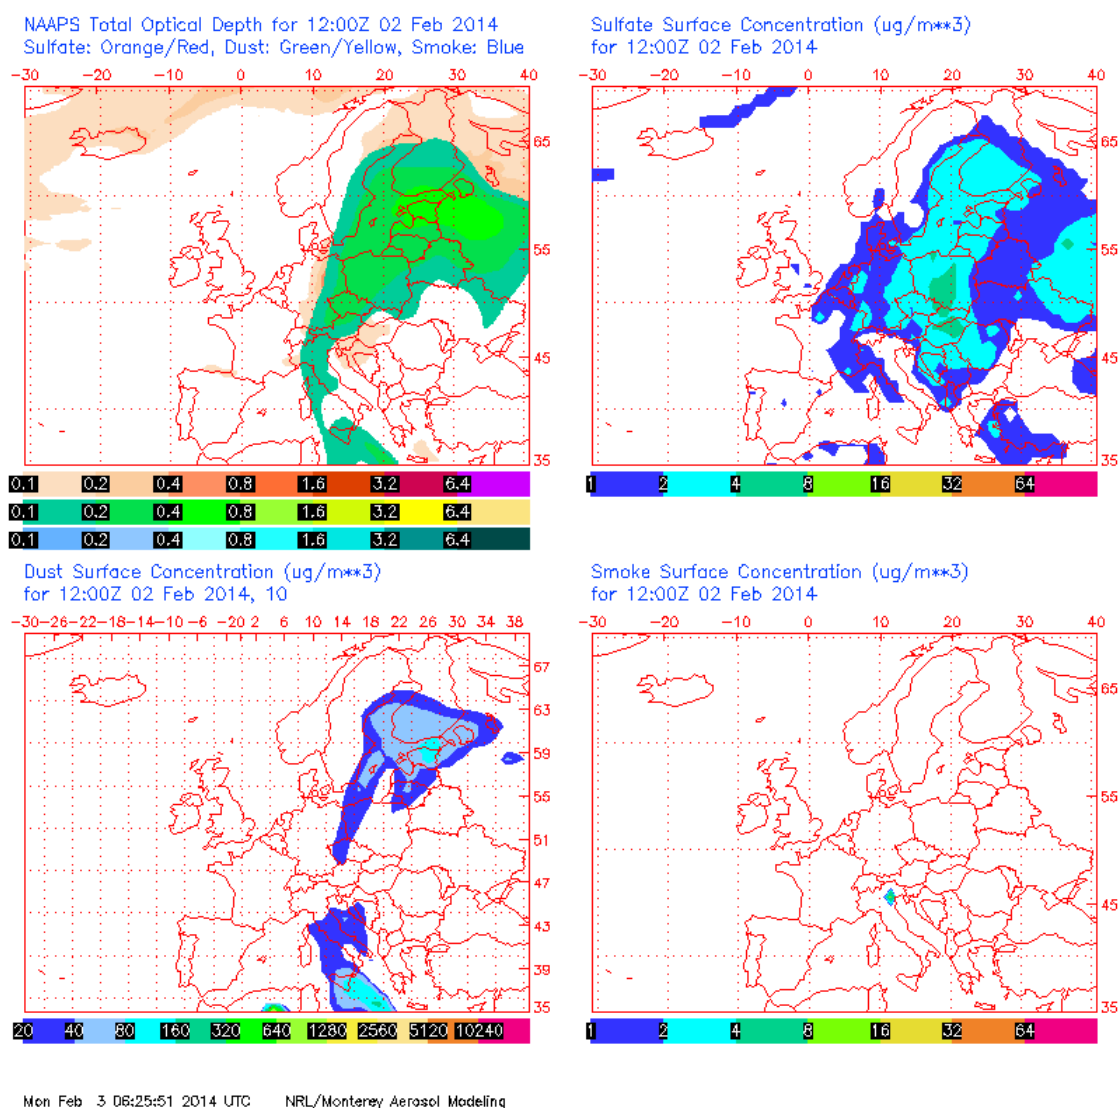 NAAPS Total Optical Depth for 12:00Z 02 Feb 2014
Sulfate: Orange/Red, Dust: Green/Yellow, Smoke: Blue
-30 -20 -10 0 10 20 30 40
65
55
45
35
0.1 0.2 0.4 0.8 1.6 3.2 6.4
0.1 0.2 0.4 0.8 1.6 3.2 6.4
0.1 0.2 0.4 0.8 1.6 3.2 6.4
Sulfate Surface Concentration (ug/m**3)
for 12:00Z 02 Feb 2014
-30 -20 -10 0 10 20 30 40
65
55
45
35
1 2 4 8 16 32 64
Dust Surface Concentration (ug/m**3)
for 12:00Z 02 Feb 2014, 10
-30 -26 -22 -18 -14 -10 -6 -2 2 6 10 14 18 22 26 30 34 38
67
63
59
55
51
47
43
39
35
20 40 80 160 320 640 1280 2560 5120 10240
Smoke Surface Concentration (ug/m**3)
for 12:00Z 02 Feb 2014
-30 -20 -10 0 10 20 30 40
65
55
45
35
1 2 4 8 16 32 64
Mon Feb 3 06:25:51 2014 UTC NRL/Monterey Aerosol Modeling